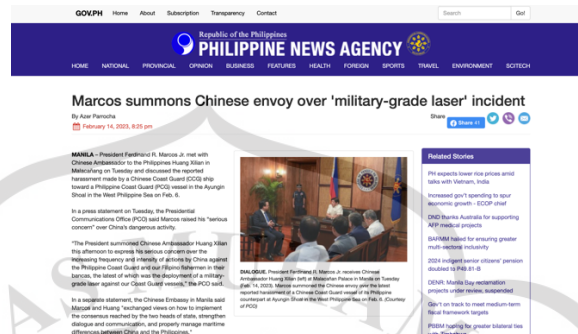 GOV.PH Home About Subscription Transparency Contact Search Go!
Republic of the Philippines
PHILIPPINE NEWS AGENCY
HOME NATIONAL PROVINCIAL OPINION BUSINESS FEATURES HEALTH FOREIGN SPORTS TRAVEL ENVIRONMENT SCITECH
Marcos summons Chinese envoy over 'military-grade laser' incident
By Azer Parrocha
February 14, 2023, 8:25 pm
Share
Share
MANILA – President Ferdinand R. Marcos Jr. met with
Chinese Ambassador to the Philippines Huang Xilian in
Malacañang on Tuesday and discussed the reported
harassment made by a Chinese Coast Guard (CCG) ship
toward a Philippine Coast Guard (PCG) vessel in the Ayungin
Shoal in the West Philippine Sea on Feb. 6.
In a press statement on Tuesday, the Presidential
Communications Office (PCO) said Marcos raised his "serious
concern" over China's dangerous activity.
"The President summoned Chinese Ambassador Huang Xilian
this afternoon to express his serious concern over the
increasing frequency and intensity of actions by China against
the Philippine Coast Guard and our Filipino fishermen in their
bancas, the latest of which was the deployment of a military-
grade laser against our Coast Guard vessels," the PCO said.
In a separate statement, the Chinese Embassy in Manila said
Marcos and Huang "exchanged views on how to implement
the consensus reached by the two heads of state, strengthen
dialogue and communication, and properly manage maritime
differences between China and the Philippines."
DIALOGUE. President Ferdinand R. Marcos Jr. receives Chinese
Ambassador Huang Xilian (left) at Malacañan Palace in Manila on Tuesday
(Feb. 14, 2023). Marcos summoned the Chinese envoy over the latest
reported harassment of a Chinese Coast Guard vessel of its Philippine
counterpart at Ayungin Shoal in the West Philippine Sea on Feb. 6. (Courtesy
of PCO)
Related Stories
PH expects lower rice prices amid
talks with Vietnam, India
Increased gov't spending to spur
economic growth - ECOP chief
DND thanks Australia for supporting
AFP medical projects
BARMM hailed for ensuring greater
multi-sectoral inclusivity
2024 indigent senior citizens' pension
doubled to P49.81-B
DENR: Manila Bay reclamation
projects under review, suspended
Gov't on track to meet medium-term
fiscal framework targets
PBBM hoping for greater bilateral ties